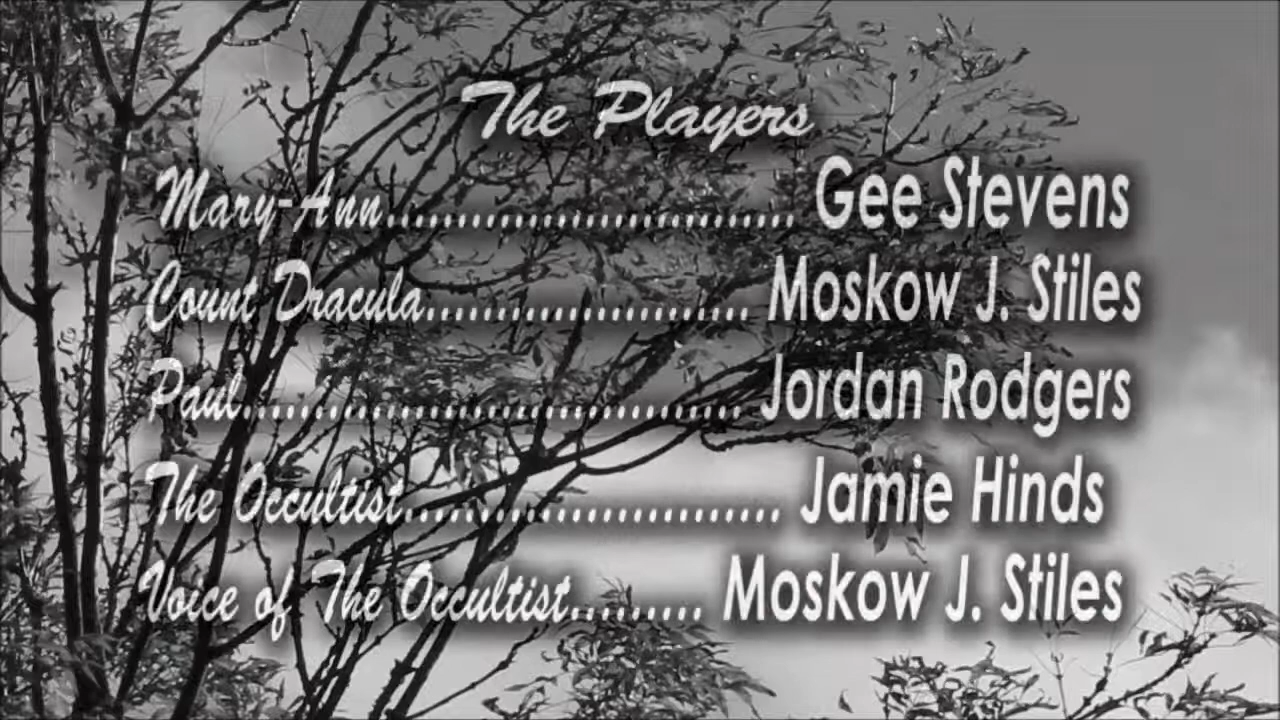 The Players
Mary-Ann............................. Gee Stevens
Count Dracula....................... Moskow J. Stiles
Paul................................... Jordan Rodgers
The Occultist.......................... Jamie Hinds
Voice of The Occultist......... Moskow J. Stiles